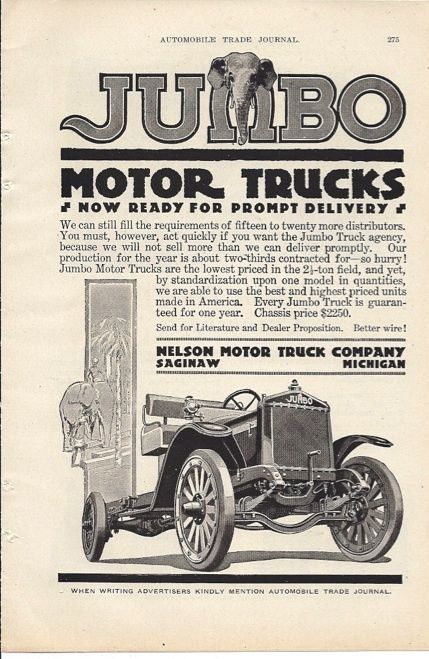 AUTOMOBILE TRADE JOURNAL.
275
JUMBO
MOTOR TRUCKS
NOW READY FOR PROMPT DELIVERY
We can still fill the requirements of fifteen to twenty more distributors.
You must, however, act quickly if you want the Jumbo Truck agency,
because we will not sell more than we can deliver promptly. Our
production for the year is about two-thirds contracted for—so hurry!
Jumbo Motor Trucks are the lowest priced in the 2½-ton field, and yet,
by standardization upon one model in quantities,
we are able to use the best and highest priced units
made in America. Every Jumbo Truck is guaran-
teed for one year. Chassis price $2250.
Send for Literature and Dealer Proposition. Better wire!
NELSON MOTOR TRUCK COMPANY
SAGINAW MICHIGAN
JUMBO
WHEN WRITING ADVERTISERS KINDLY MENTION AUTOMOBILE TRADE JOURNAL.